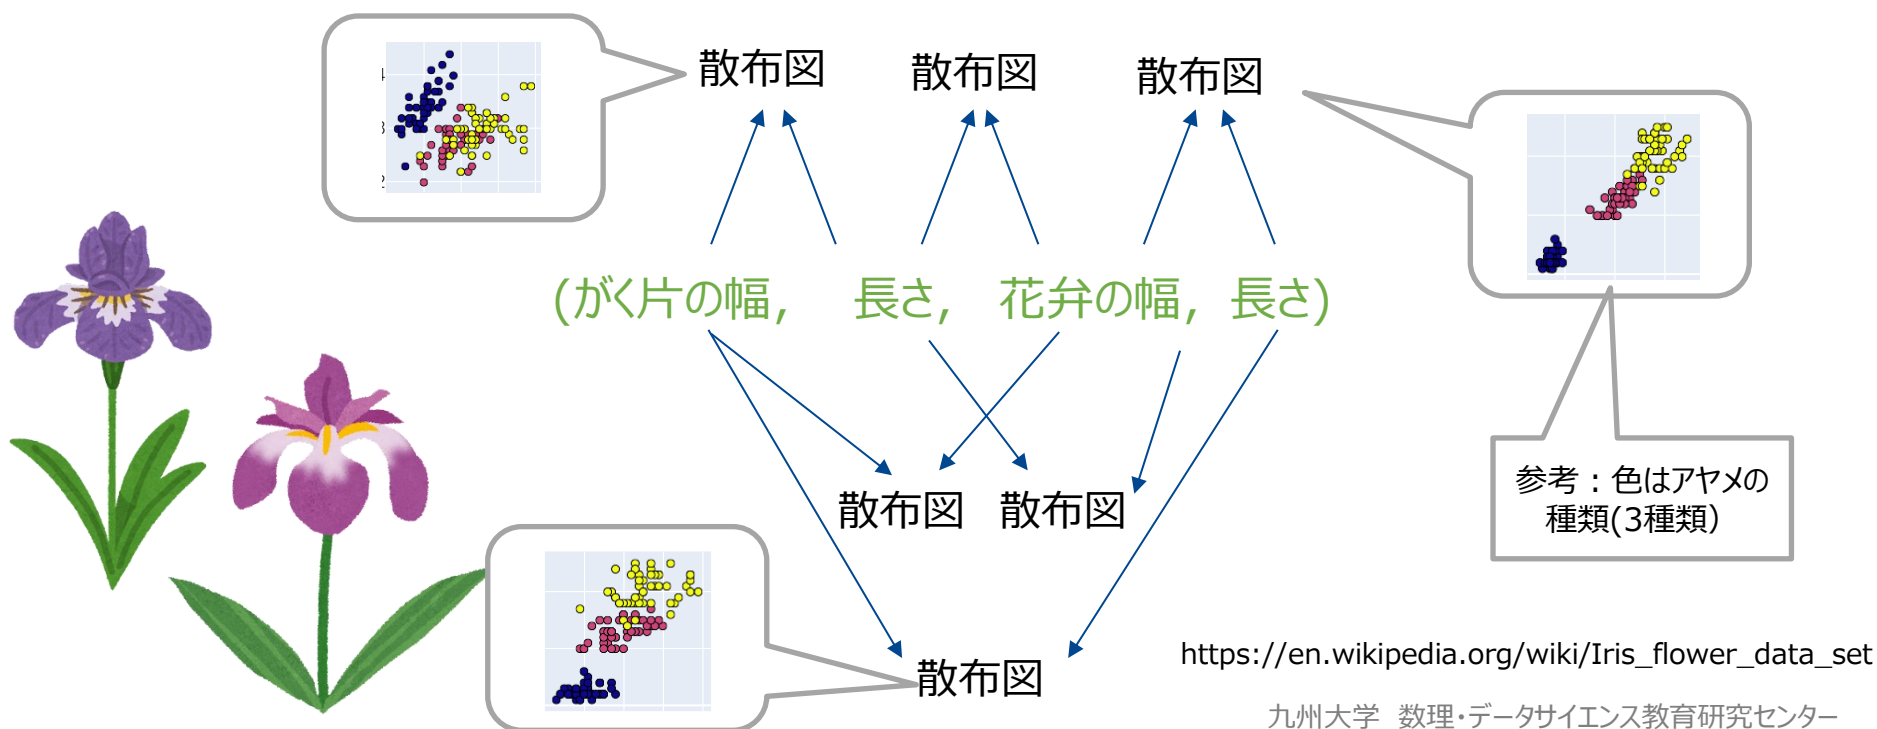 散布図
散布図
散布図
4
3
2
(がく片の幅, 長さ, 花弁の幅, 長さ)
参考：色はアヤメの
種類(3種類）
散布図
散布図
散布図
https://en.wikipedia.org/wiki/Iris_flower_data_set
九州大学 数理・データサイエンス教育研究センター